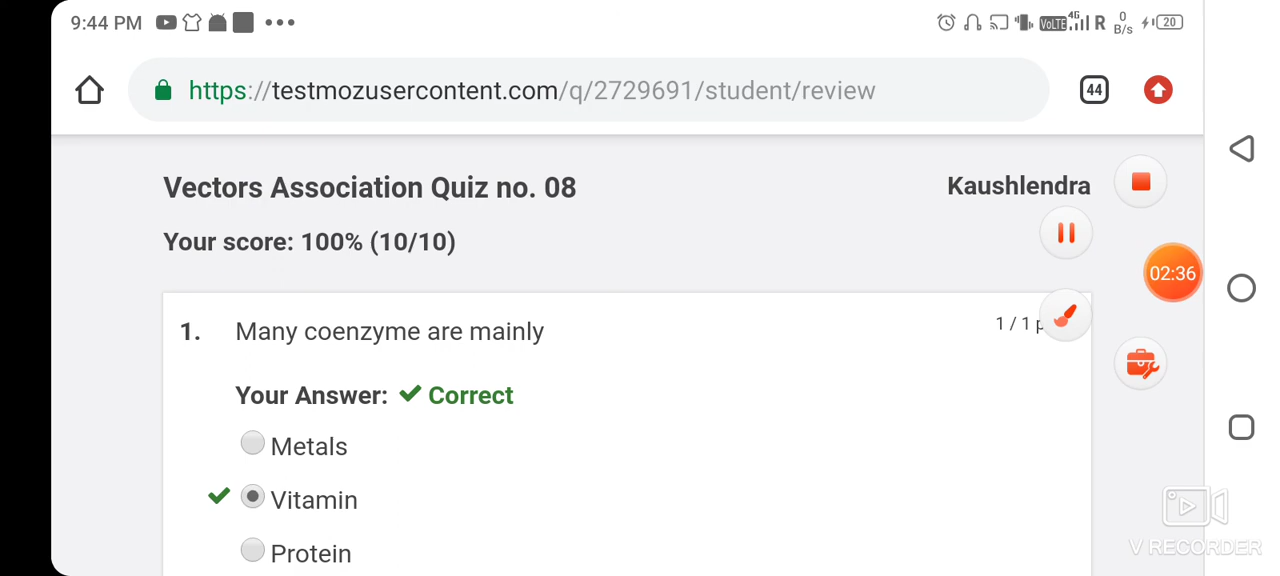 9:44 PM
VoLTE 4G R 0 B/s 20
https://testmozusercontent.com/q/2729691/student/review
44
Vectors Association Quiz no. 08
Kaushlendra
Your score: 100% (10/10)
02:36
1. Many coenzyme are mainly
1 / 1 p
Your Answer: Correct
Metals
Vitamin
Protein
V RECORDER